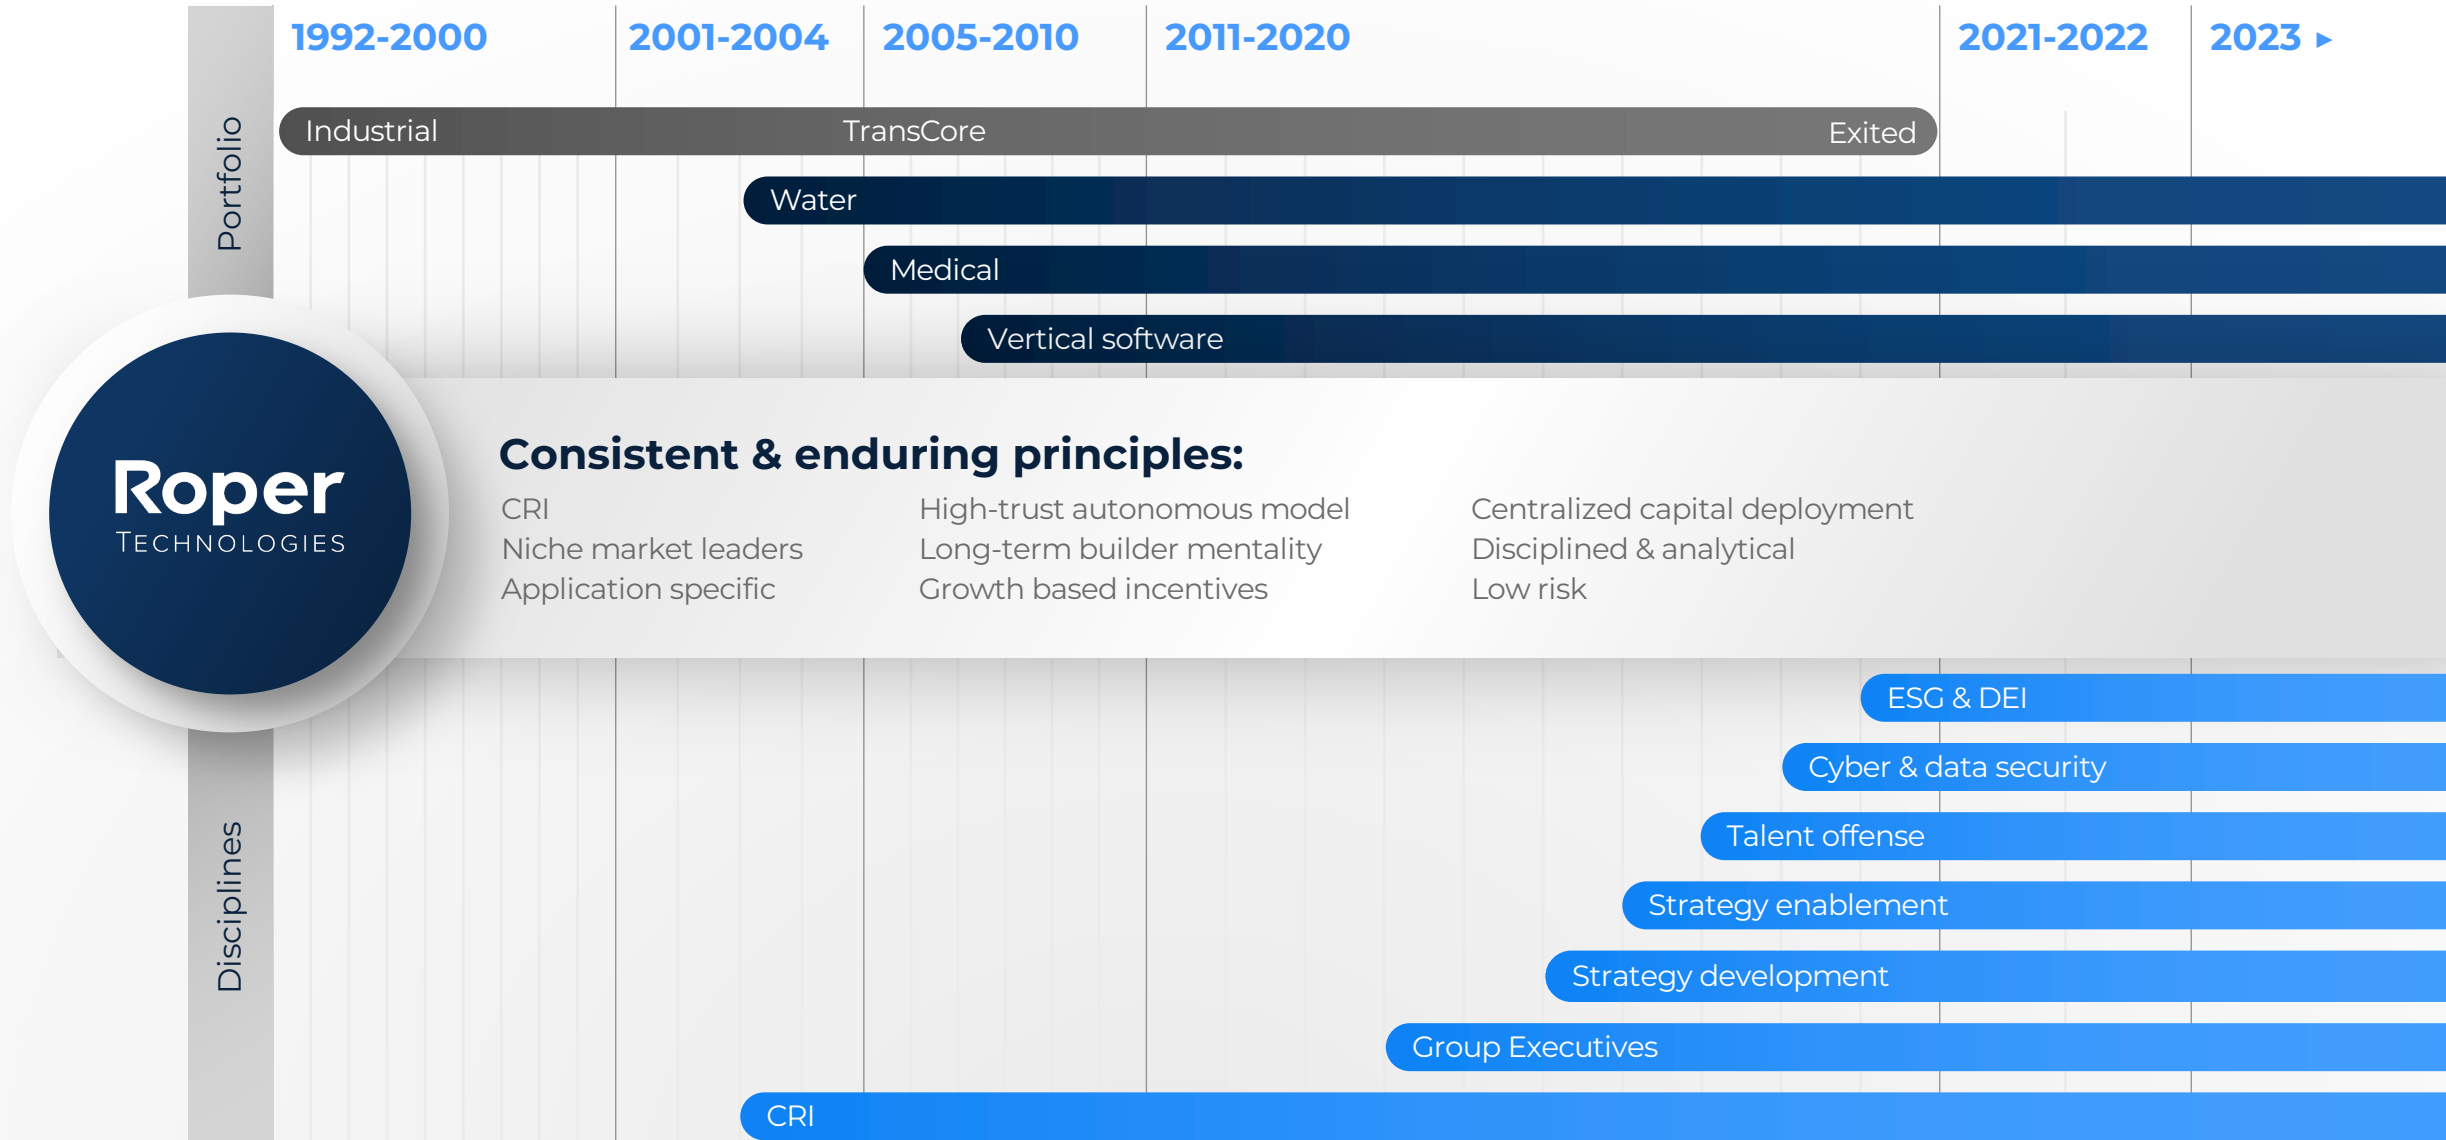 1992-2000
2001-2004
2005-2010
2011-2020
2021-2022
2023 ►
Portfolio
Industrial
TransCore
Exited
Water
Medical
Vertical software
Roper
TECHNOLOGIES
Consistent & enduring principles:
CRI
Niche market leaders
Application specific
High-trust autonomous model
Long-term builder mentality
Growth based incentives
Centralized capital deployment
Disciplined & analytical
Low risk
Disciplines
ESG & DEI
Cyber & data security
Talent offense
Strategy enablement
Strategy development
Group Executives
CRI